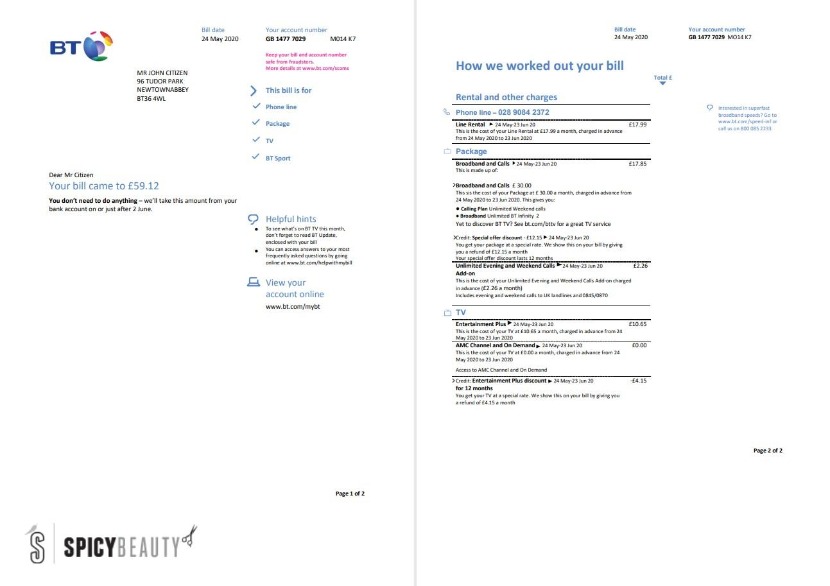 Bill date
24 May 2020
Your account number
GB 1477 7029 M014 K7
Keep your bill and account number
safe from fraudsters.
More details at www.bt.com/scams
BT
MR JOHN CITIZEN
96 TUDOR PARK
NEWTOWNABBEY
BT36 4WL
This bill is for
Phone line
Package
TV
BT Sport
Dear Mr Citizen
Your bill came to £59.12
You don't need to do anything – we'll take this amount from your
bank account on or just after 2 June.
Helpful hints
To see what's on BT TV this month,
don't forget to read BT Update,
enclosed with your bill
You can access answers to your most
frequently asked questions by going
online at www.bt.com/helpwithmybill
View your
account online
www.bt.com/mybt
Page 1 of 2
SPICYBEAUTY
Bill date
24 May 2020
Your account number
GB 1477 7029 M014 K7
How we worked out your bill
Total £
Rental and other charges
Phone line – 028 9084 2372
Line Rental ▶ 24 May-23 Jun 20 £17.99
This is the cost of your Line Rental at £17.99 a month, charged in advance
from 24 May 2020 to 23 Jun 2020
Interested in superfast
broadband speeds? Go to
www.bt.com/speed-inf or
call us on 800 085 2233
Package
Broadband and Calls ▶ 24 May-23 Jun 20 £17.85
This is made up of:
Broadband and Calls £ 30.00
This sis the cost of your Package at £ 30.00 a month, charged in advance from
24 May 2020 to 23 Jun 2020. This gives you:
Calling Plan Unlimited Weekend calls
Broadband Unlimited BT Infinity 2
Yet to discover BT TV? See bt.com/bttv for a great TV service
Credit: Special offer discount - £12.15 ▶ 24 May-23 Jun 20
You get your package at a special rate. We show this on your bill by giving
you a refund of £12.15 a month
Your special offer discount lasts 12 months
Unlimited Evening and Weekend Calls ▶ 24 May-23 Jun 20 £2.26
Add-on
This is the cost of your Unlimited Evening and Weekend Calls Add-on charged
in advance (£2.26 a month)
Includes evening and weekend calls to UK landlines and 0845/0870
TV
Entertainment Plus ▶ 24 May-23 Jun 20 £10.65
This is the cost of your TV at £10.65 a month, charged in advance from 24
May 2020 to 23 Jun 2020
AMC Channel and On Demand ▶ 24 May-23 Jun 20 £0.00
This is the cost of your TV at £0.00 a month, charged in advance from 24
May 2020 to 23 Jun 2020
Access to AMC Channel and On Demand
Credit: Entertainment Plus discount ▶ 24 May-23 Jun 20 -£4.15
for 12 months
You get your TV at a special rate. We show this on your bill by giving you
a refund of £4.15 a month
Page 2 of 2